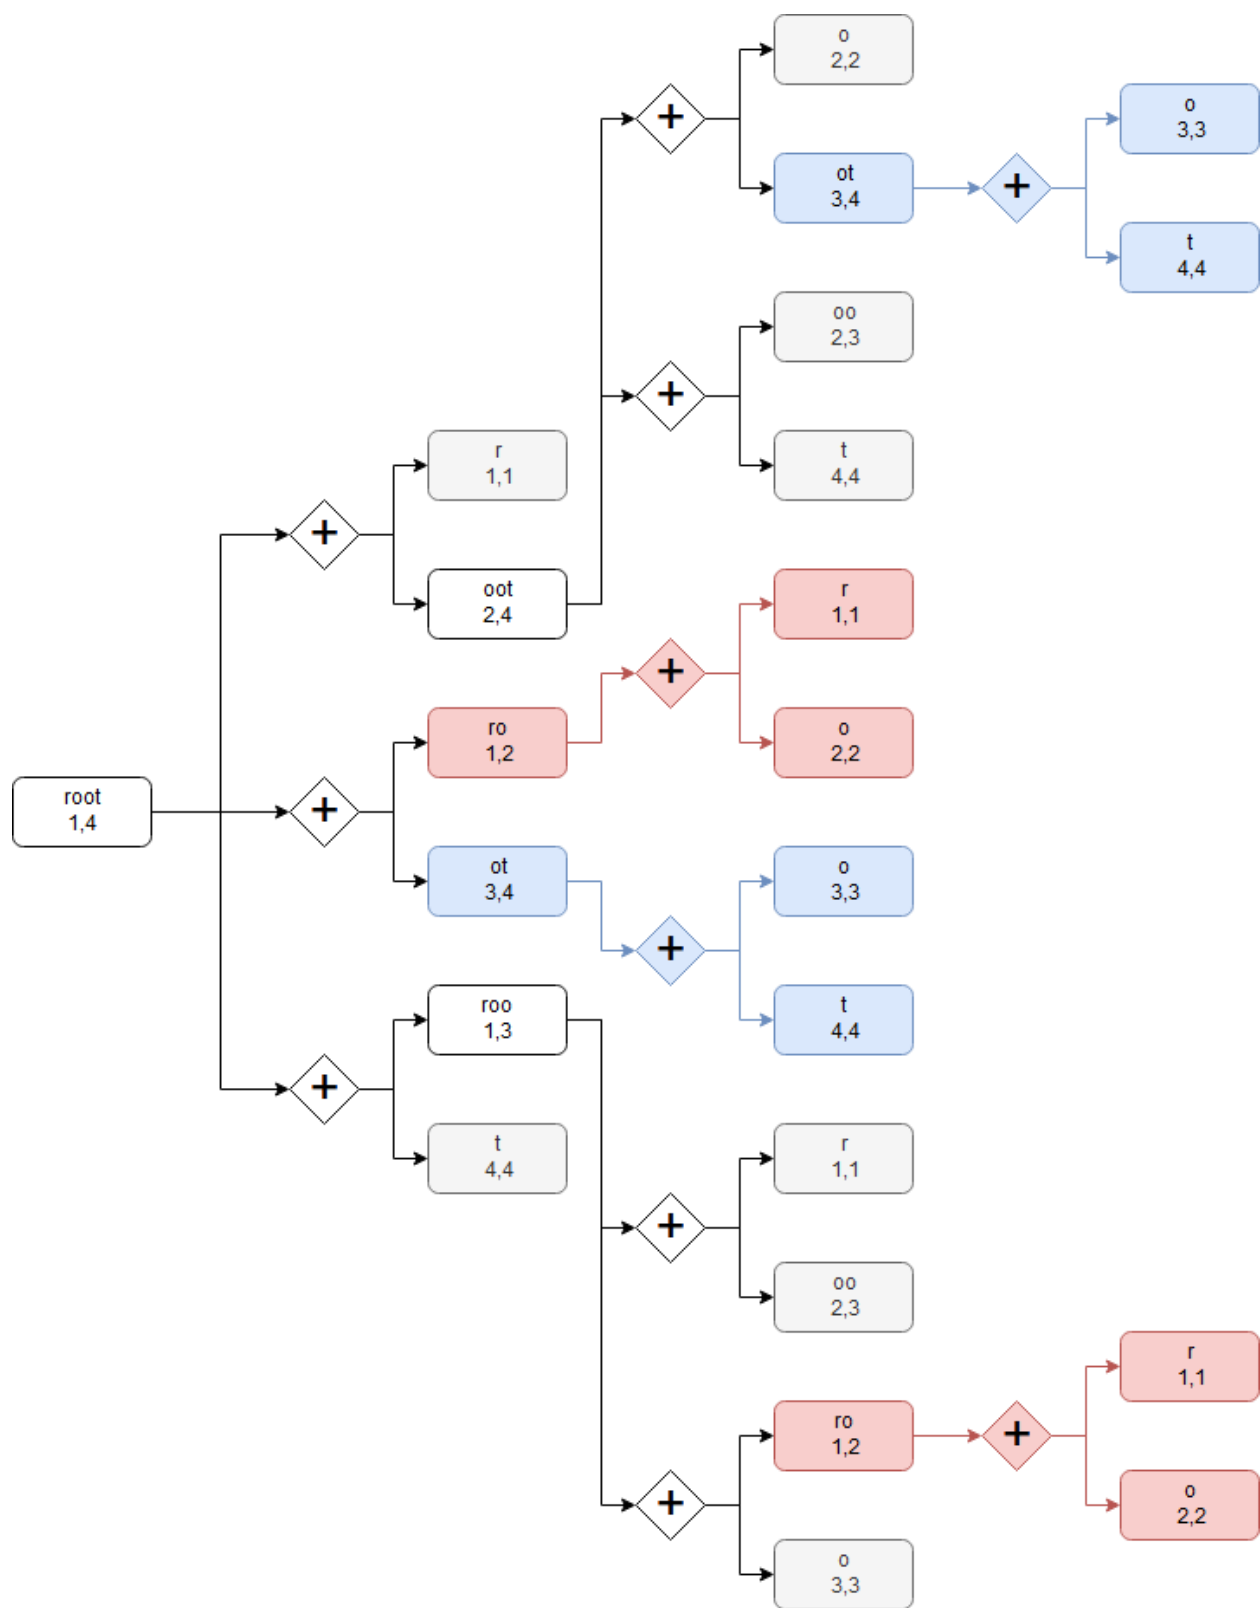 o
2,2
+
o
3,3
ot
3,4
+
t
4,4
oo
2,3
+
t
4,4
r
1,1
+
oot
2,4
r
1,1
+
ro
1,2
o
2,2
root
1,4
+
ot
3,4
o
3,3
+
t
4,4
roo
1,3
+
t
4,4
r
1,1
+
oo
2,3
r
1,1
ro
1,2
+
o
2,2
+
o
3,3